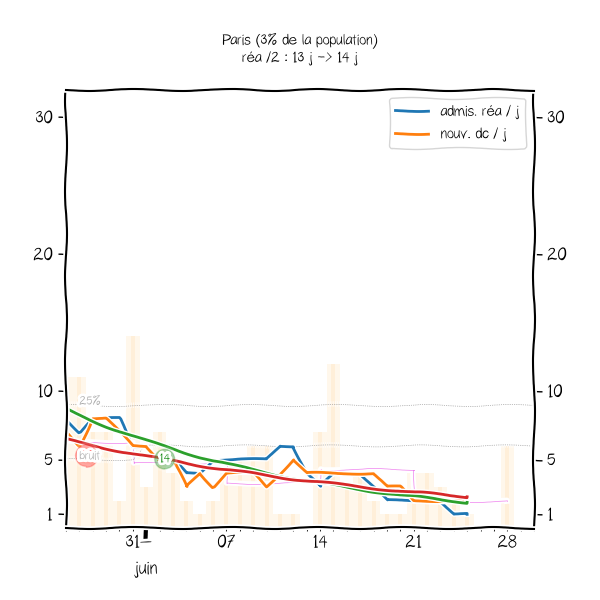 Paris (3% de la population)
réa /2 : 13 j -> 14 j
admis. réa / j
nouv. dc / j
30
30
20
20
10
10
25%
brüit
14
5
5
1
1
31
07
14
21
28
juin